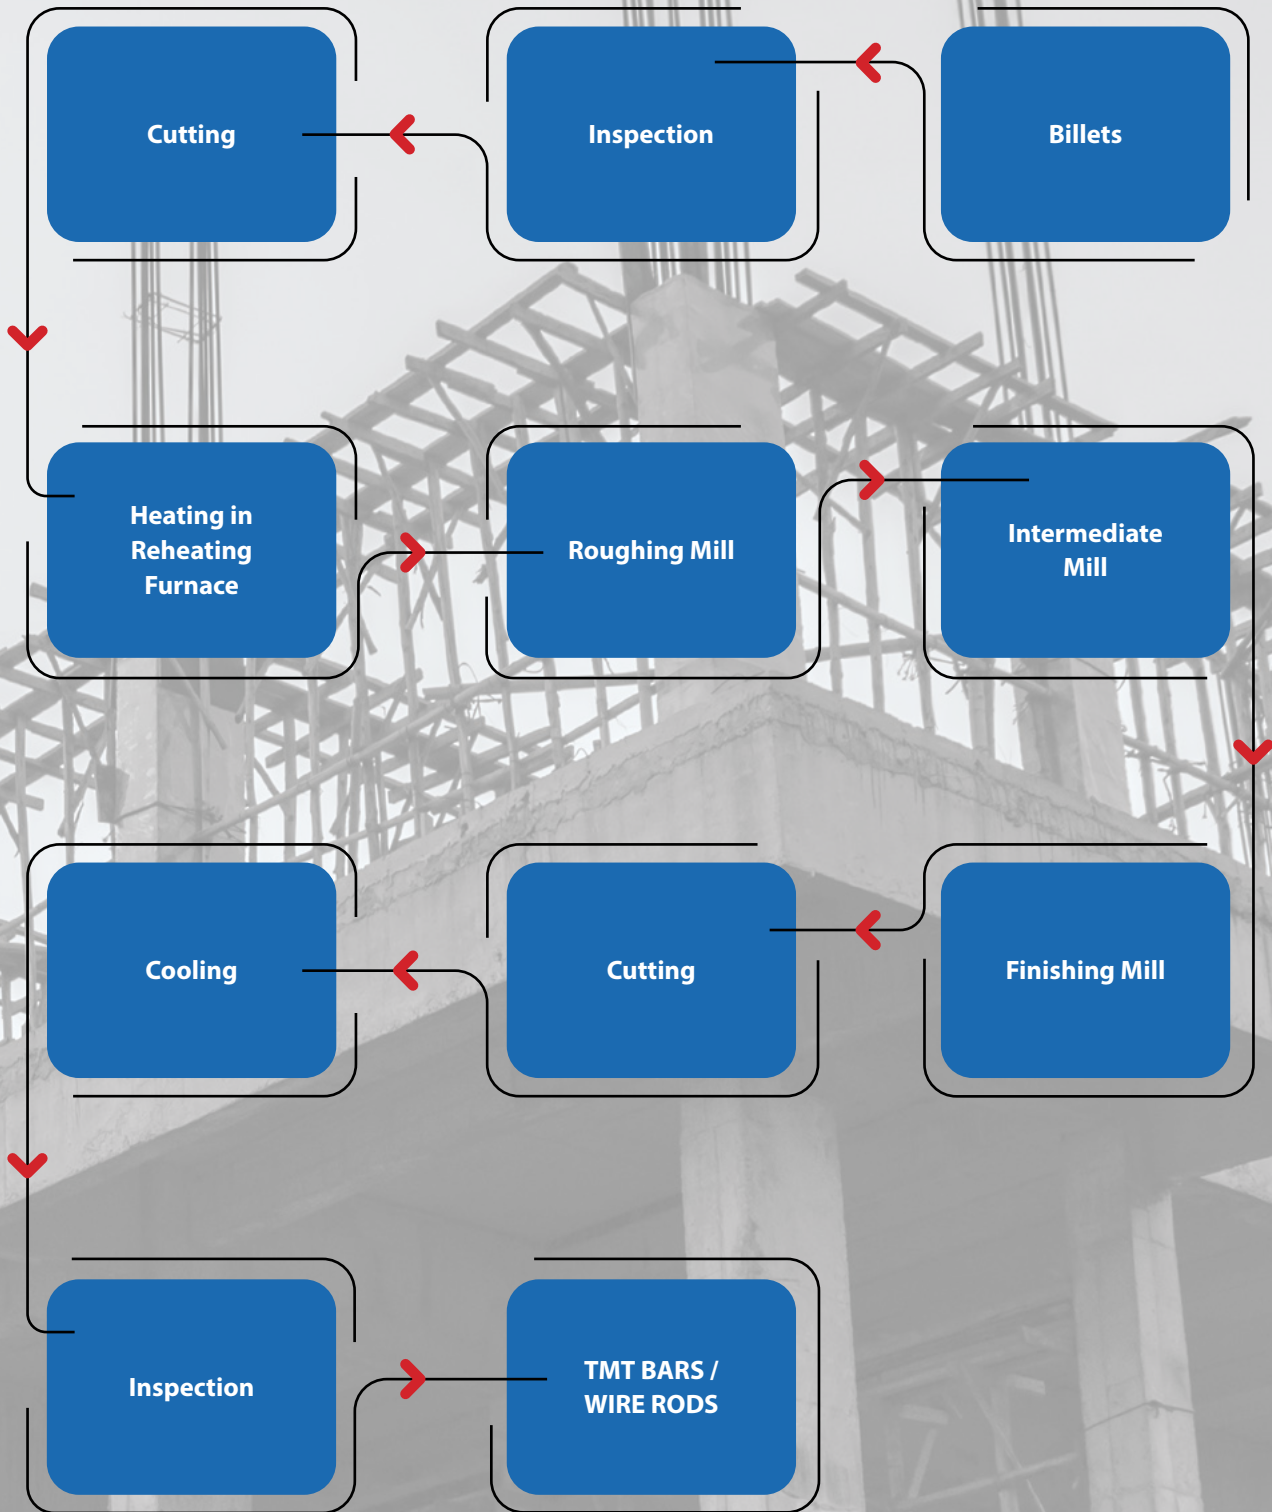 Cutting
Inspection
Billets
Heating in
Reheating
Furnace
Roughing Mill
Intermediate
Mill
Cooling
Cutting
Finishing Mill
Inspection
TMT BARS /
WIRE RODS